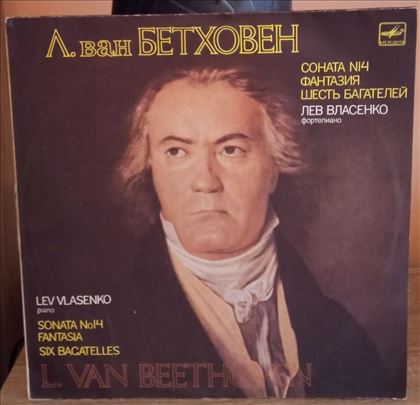 Л. ван БЕТХОВЕН
МЕЛОДИЯ
СОНАТА №14
ФАНТАЗИЯ
ШЕСТЬ БАГАТЕЛЕЙ
ЛЕВ ВЛАСЕНКО
фортепиано
LEV VLASENKO
piano
SONATA No14
FANTASIA
SIX BAGATELLES
L. VAN BEETHOVEN